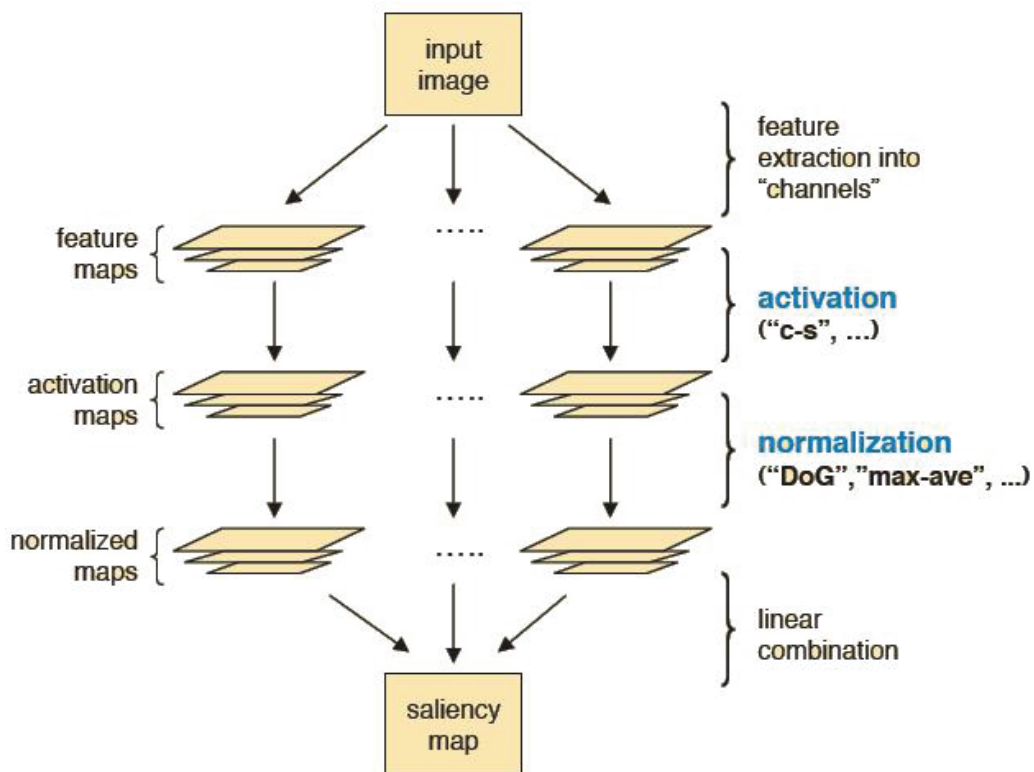 input
image
feature
extraction into
“channels”
feature
maps
.....
activation
(“c-s”, ...)
activation
maps
.....
normalization
(“DoG”,”max-ave”, ...)
normalized
maps
.....
linear
combination
saliency
map